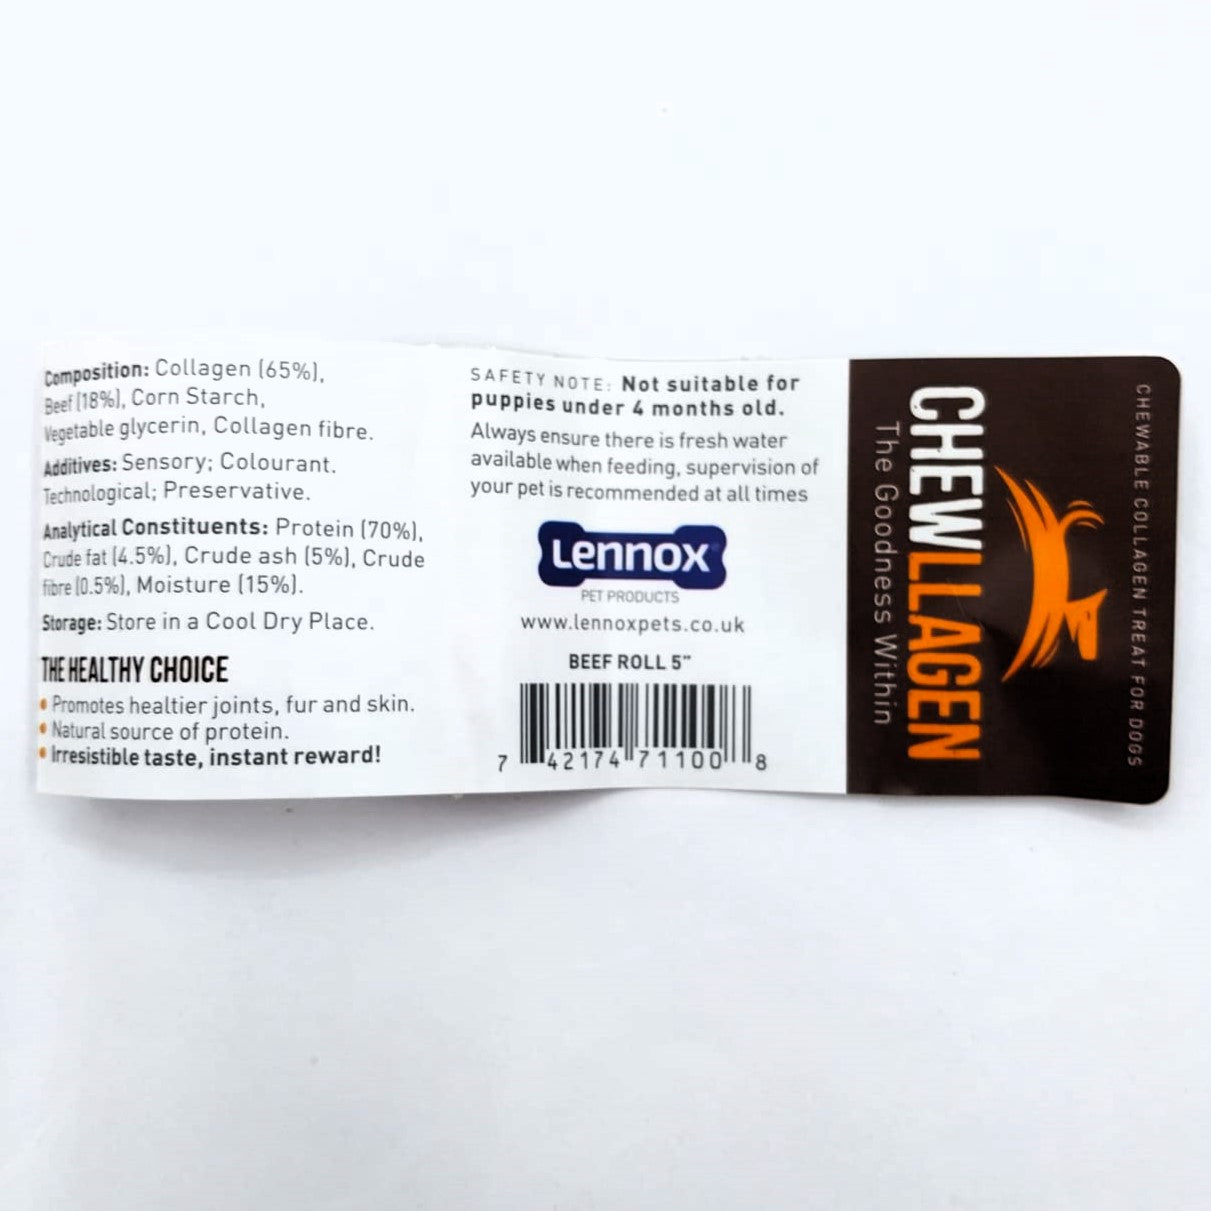 Composition: Collagen (65%),
Beef (18%), Corn Starch,
Vegetable glycerin, Collagen fibre.
Additives: Sensory; Colourant.
Technological; Preservative.
Analytical Constituents: Protein (70%),
Crude fat (4.5%), Crude ash (5%), Crude
fibre (0.5%), Moisture (15%).
Storage: Store in a Cool Dry Place.
THE HEALTHY CHOICE
• Promotes healthier joints, fur and skin.
• Natural source of protein.
• Irresistible taste, instant reward!
SAFETY NOTE: Not suitable for
puppies under 4 months old.
Always ensure there is fresh water
available when feeding, supervision of
your pet is recommended at all times
Lennox
PET PRODUCTS
www.lennoxpets.co.uk
BEEF ROLL 5"
7 42174 71100 8
CHEWABLE COLLAGEN TREAT FOR DOGS
CHEWLLAGEN
The Goodness Within